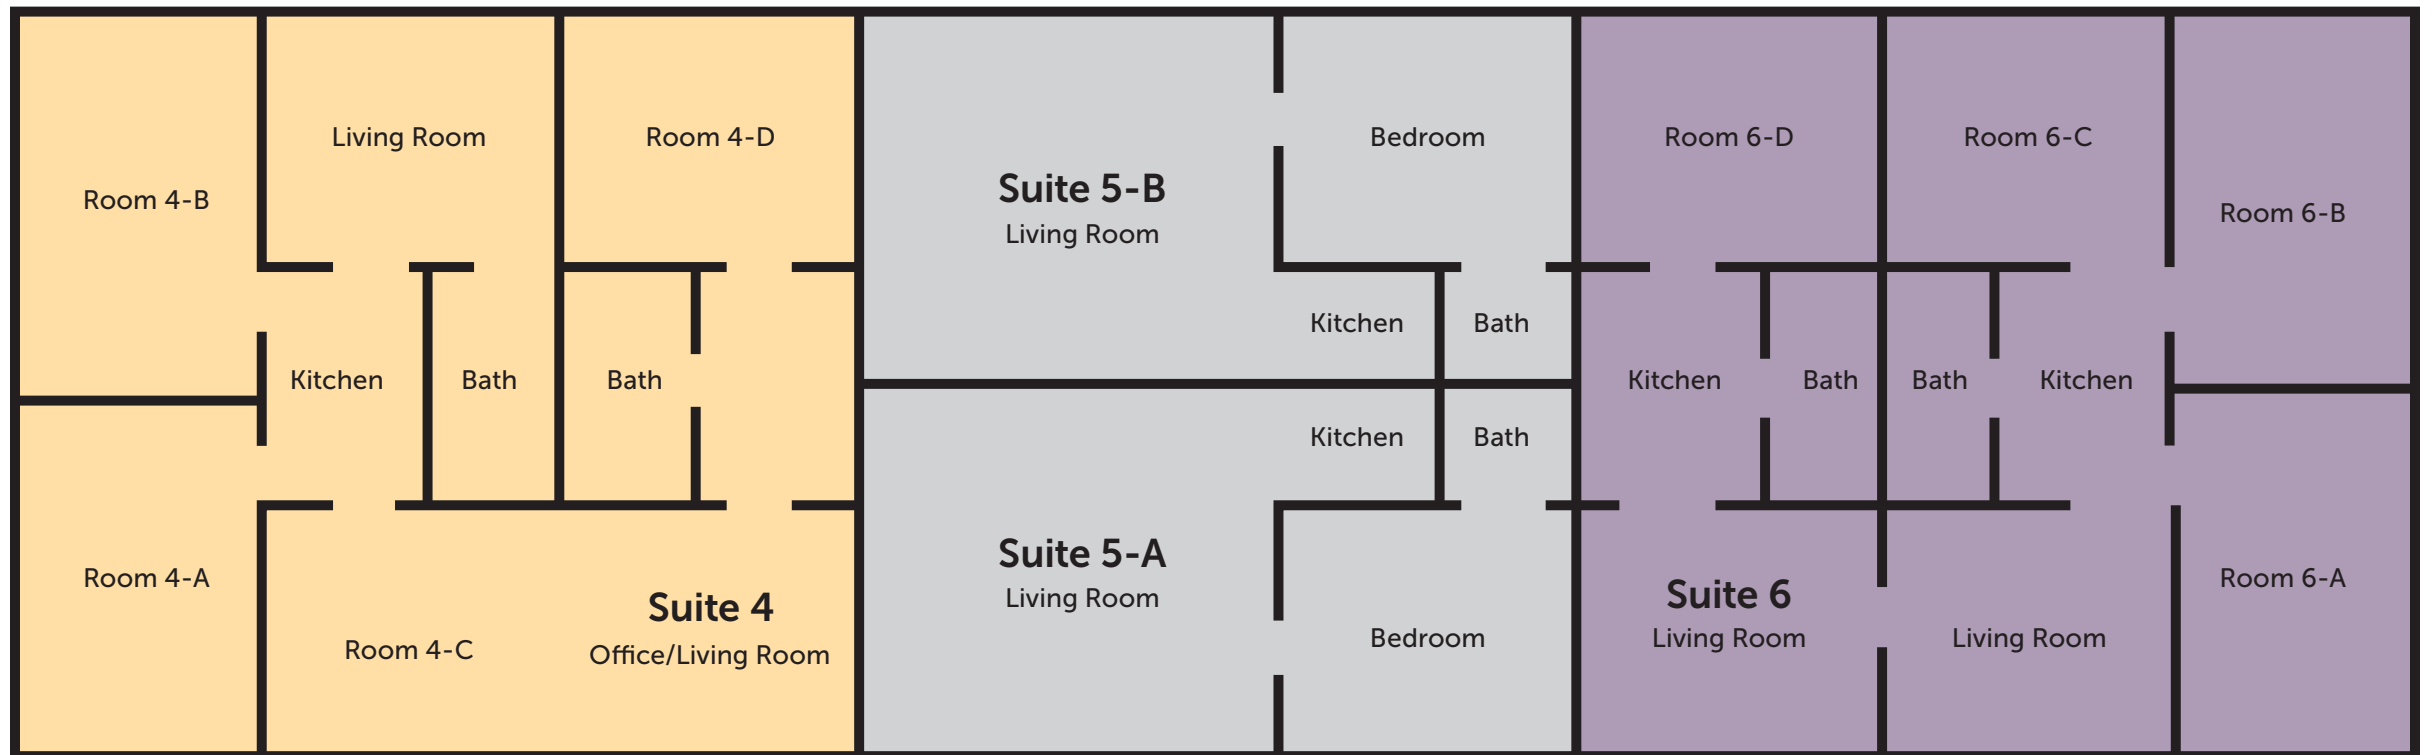 Room 4-B
Living Room
Room 4-D
Kitchen
Bath
Bath
Room 4-A
Room 4-C
Suite 4
Office/Living Room
Suite 5-B
Living Room
Bedroom
Kitchen
Bath
Kitchen
Bath
Suite 5-A
Living Room
Bedroom
Room 6-D
Room 6-C
Room 6-B
Kitchen
Bath
Bath
Kitchen
Suite 6
Living Room
Living Room
Room 6-A